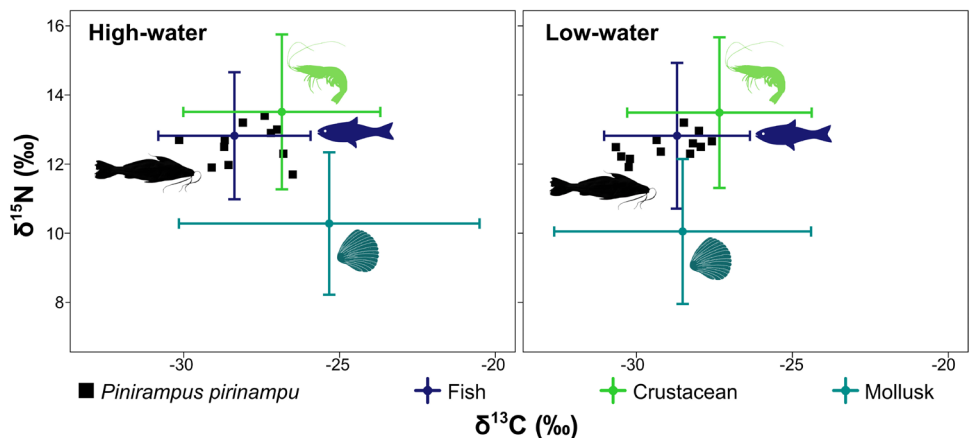 High-water
Low-water
16
14
12
10
8
δ¹⁵N (‰)
-30
-25
-20
-30
-25
-20
Pinirampus pirinampu
Fish
Crustacean
Mollusk
δ¹³C (‰)